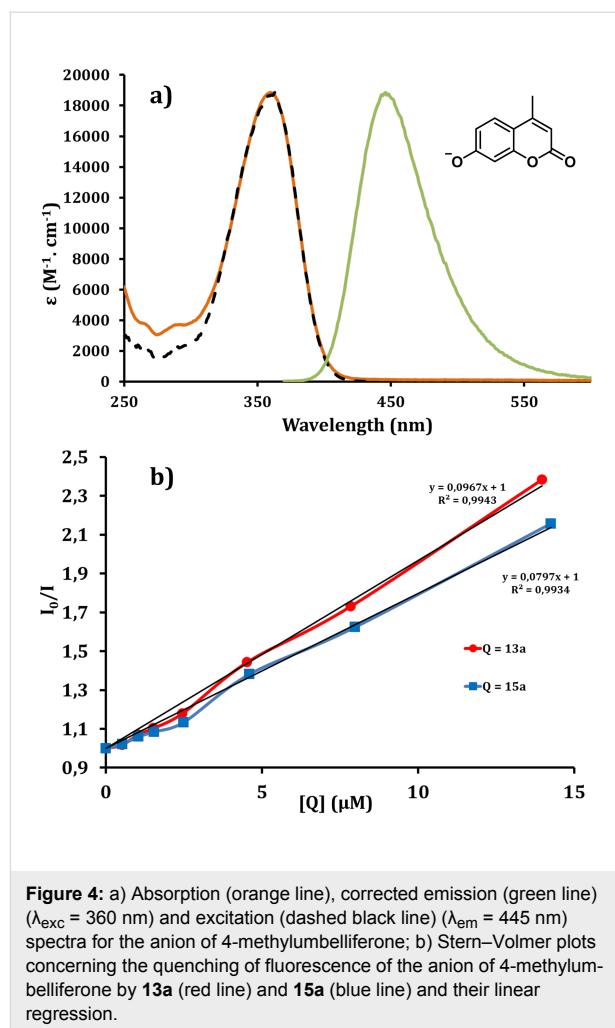 a)
20000
18000
16000
14000
12000
10000
8000
6000
4000
2000
0
ε (M⁻¹. cm⁻¹)
250 350 450 550
Wavelength (nm)
⁻O O O
b)
2,5
2,3
2,1
1,9
1,7
1,5
1,3
1,1
0,9
I₀/I
y = 0,0967x + 1
R² = 0,9943
y = 0,0797x + 1
R² = 0,9934
Q = 13a
Q = 15a
0 5 10 15
[Q] (µM)
Figure 4: a) Absorption (orange line), corrected emission (green line)
(λexc = 360 nm) and excitation (dashed black line) (λem = 445 nm)
spectra for the anion of 4-methylumbelliferone; b) Stern–Volmer plots
concerning the quenching of fluorescence of the anion of 4-methylum-
belliferone by 13a (red line) and 15a (blue line) and their linear
regression.